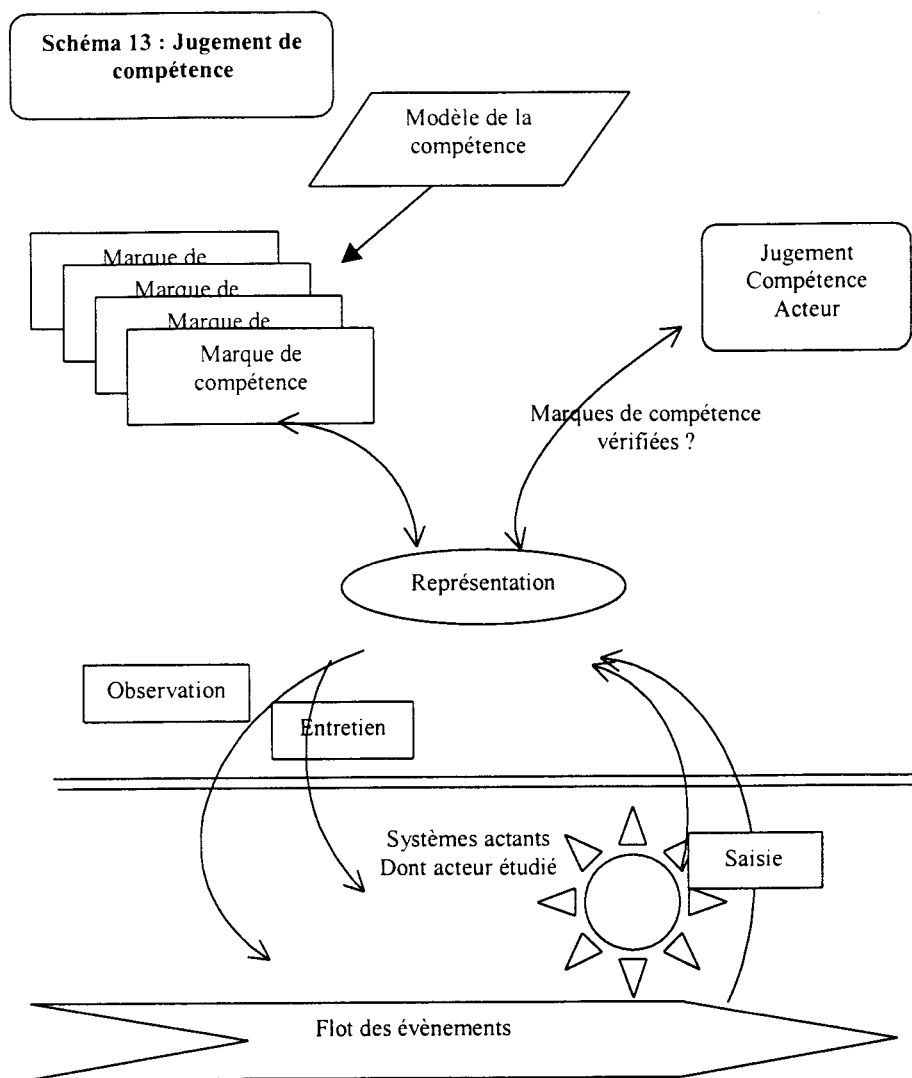 Schéma 13 : Jugement de
compétence
Modèle de la
compétence
Marque de
Marque de
Marque de
Marque de
compétence
Jugement
Compétence
Acteur
Marques de compétence
vérifiées ?
Représentation
Observation
Entretien
Systèmes actants
Dont acteur étudié
Saisie
Flot des évènements